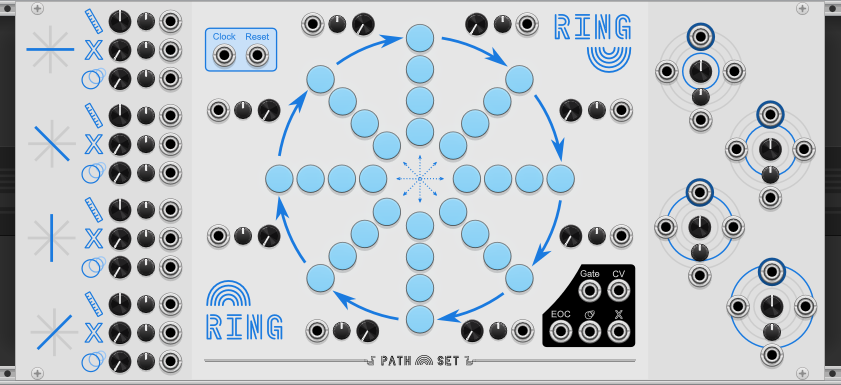 RING
Clock Reset
Gate CV
EOC X
RING
PATH SET